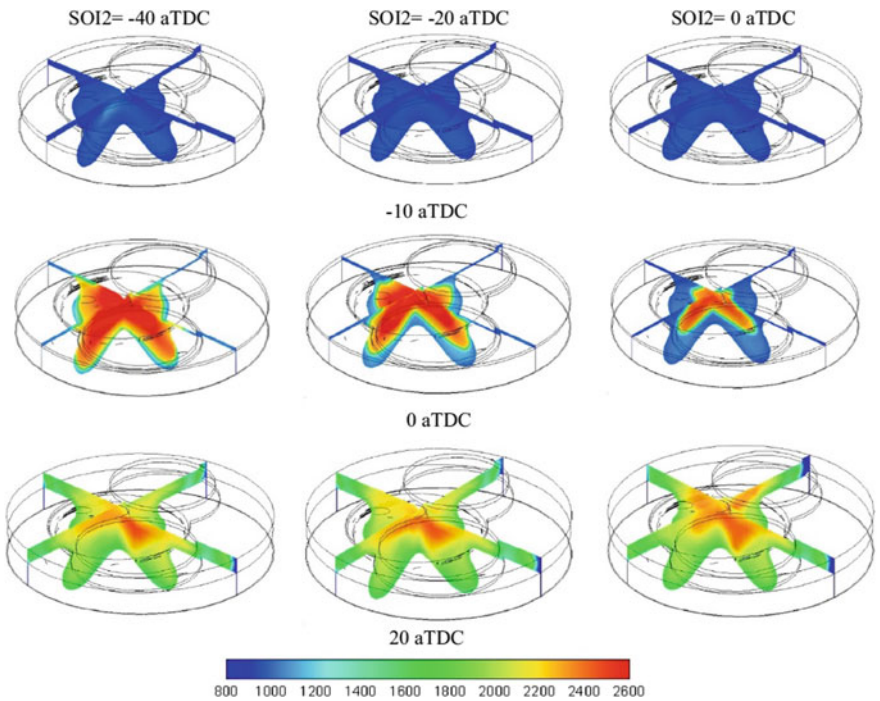 SOI2= -40 aTDC SOI2= -20 aTDC SOI2= 0 aTDC
-10 aTDC
0 aTDC
20 aTDC
800 1000 1200 1400 1600 1800 2000 2200 2400 2600